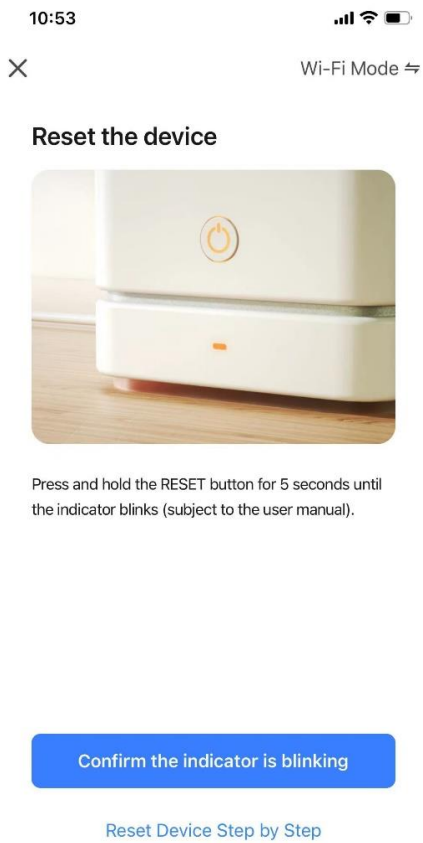 10:53
Wi-Fi Mode ⇋
Reset the device
Press and hold the RESET button for 5 seconds until
the indicator blinks (subject to the user manual).
Confirm the indicator is blinking
Reset Device Step by Step